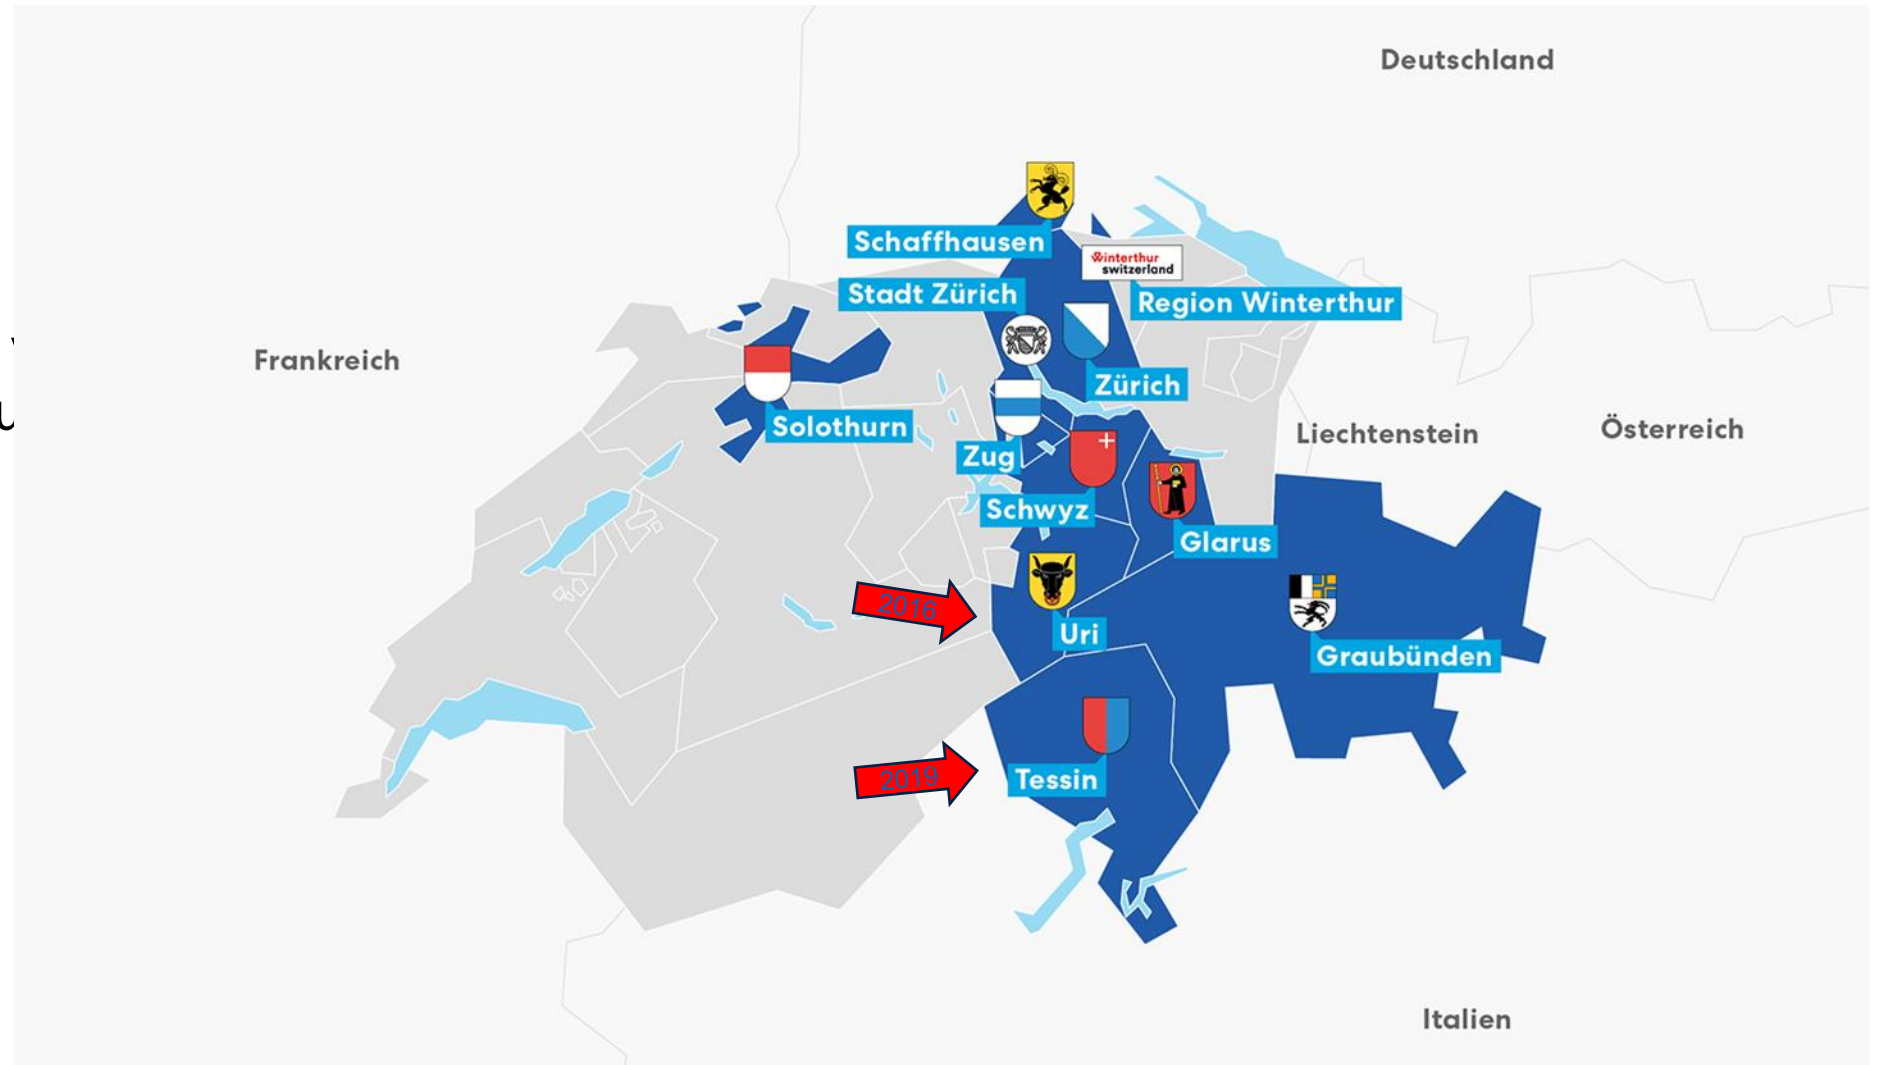 Deutschland
Schaffhausen
Winterthur
switzerland
Stadt Zürich
Region Winterthur
Frankreich
Zürich
Solothurn
Liechtenstein
Österreich
Zug
Schwyz
Glarus
2016
Uri
Graubünden
2019
Tessin
Italien